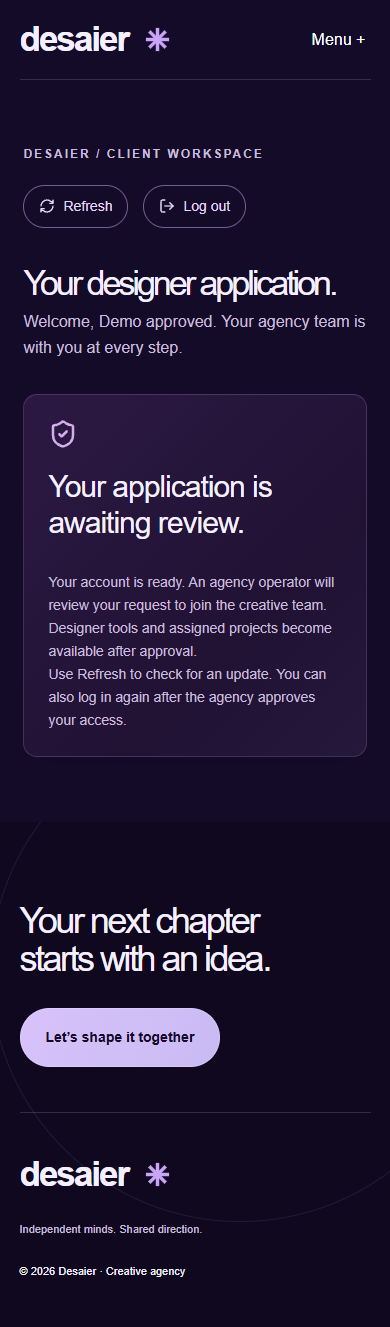 desaier
Menu +
DESAIER / CLIENT WORKSPACE
Refresh
Log out
Your designer application.
Welcome, Demo approved. Your agency team is
with you at every step.
Your application is
awaiting review.
Your account is ready. An agency operator will
review your request to join the creative team.
Designer tools and assigned projects become
available after approval.
Use Refresh to check for an update. You can
also log in again after the agency approves
your access.
Your next chapter
starts with an idea.
Let’s shape it together
desaier
Independent minds. Shared direction.
© 2026 Desaier · Creative agency